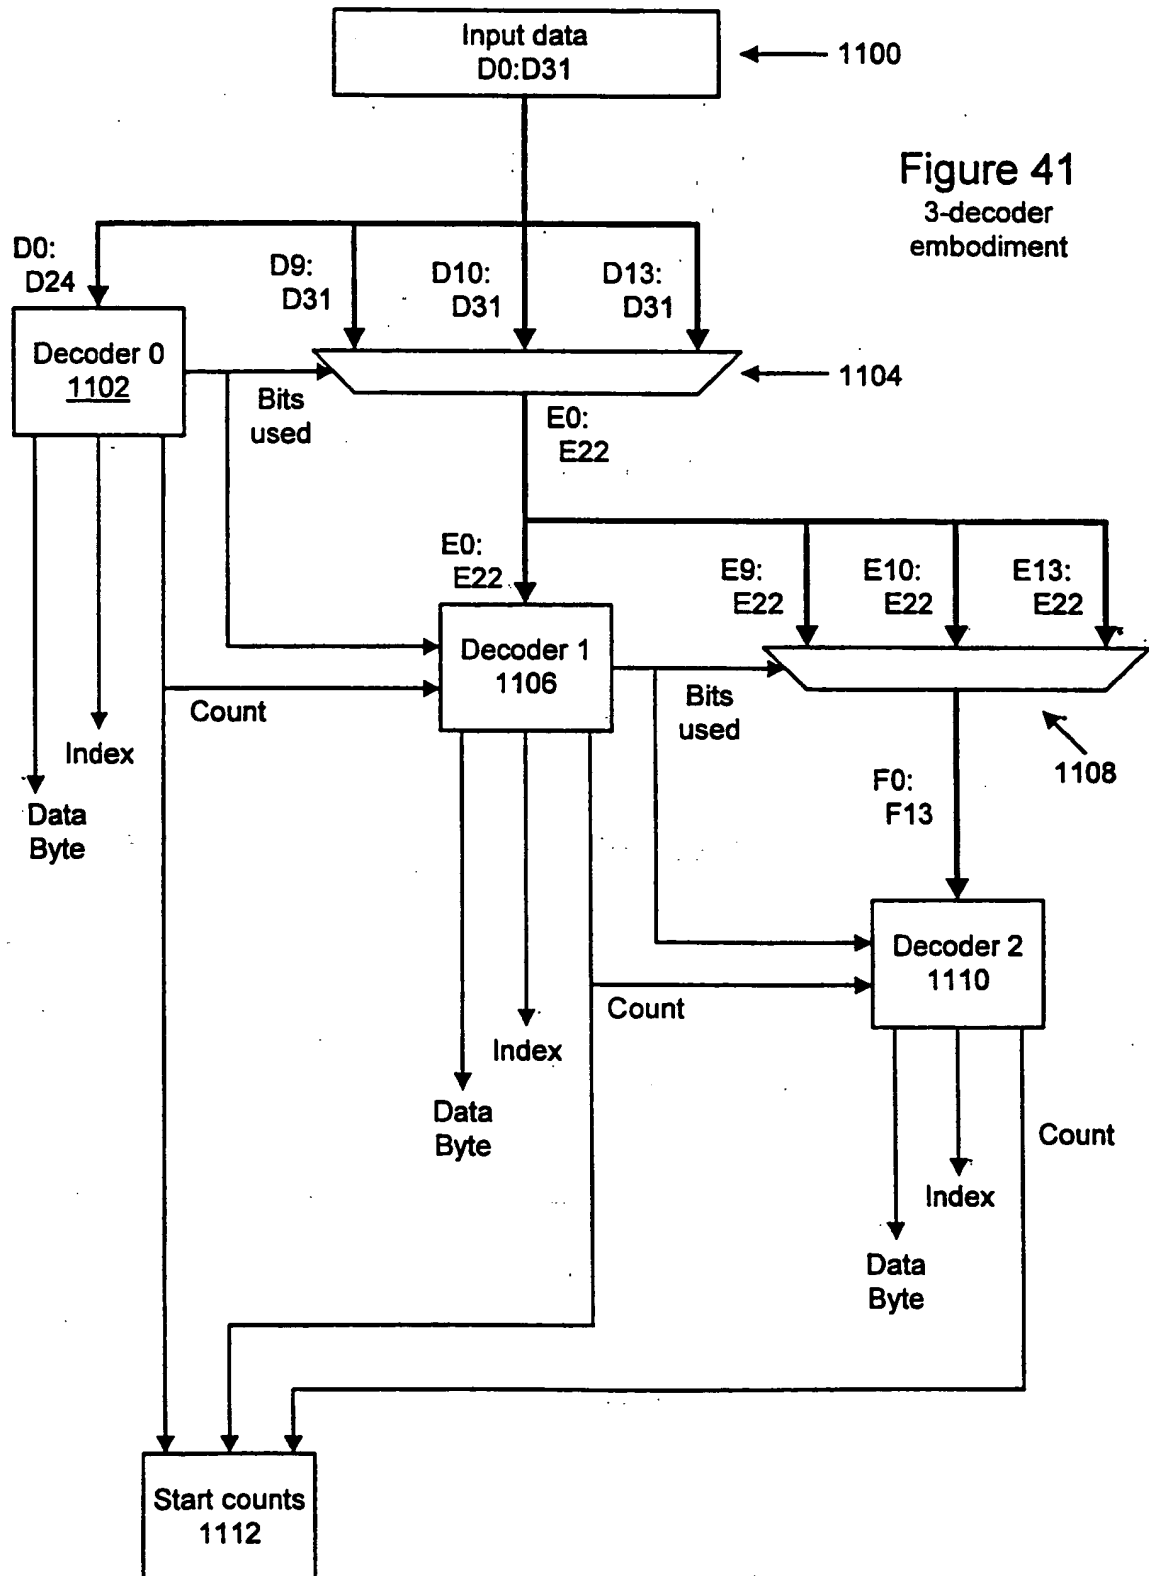 Input data
D0:D31
1100
Figure 41
3-decoder
embodiment
D0:
D24
D9:
D31
D10:
D31
D13:
D31
Decoder 0
1102
Bits
used
1104
E0:
E22
E0:
E22
E9:
E22
E10:
E22
E13:
E22
Decoder 1
1106
Count
Bits
used
Index
Data
Byte
1108
F0:
F13
Decoder 2
1110
Count
Index
Data
Byte
Count
Index
Data
Byte
Start counts
1112